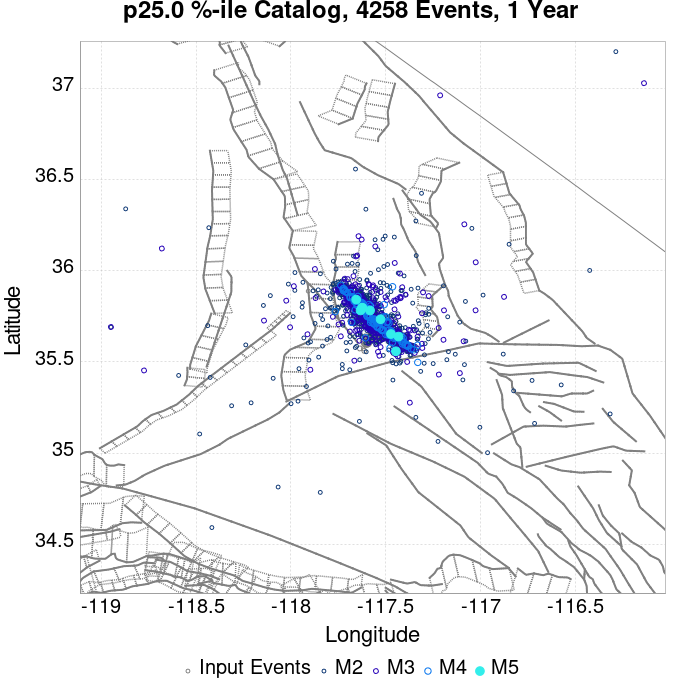 p25.0 %-ile Catalog, 4258 Events, 1 Year
37
36.5
36
35.5
35
34.5
Latitude
-119 -118.5 -118 -117.5 -117 -116.5
Longitude
Input Events M2 M3 M4 M5